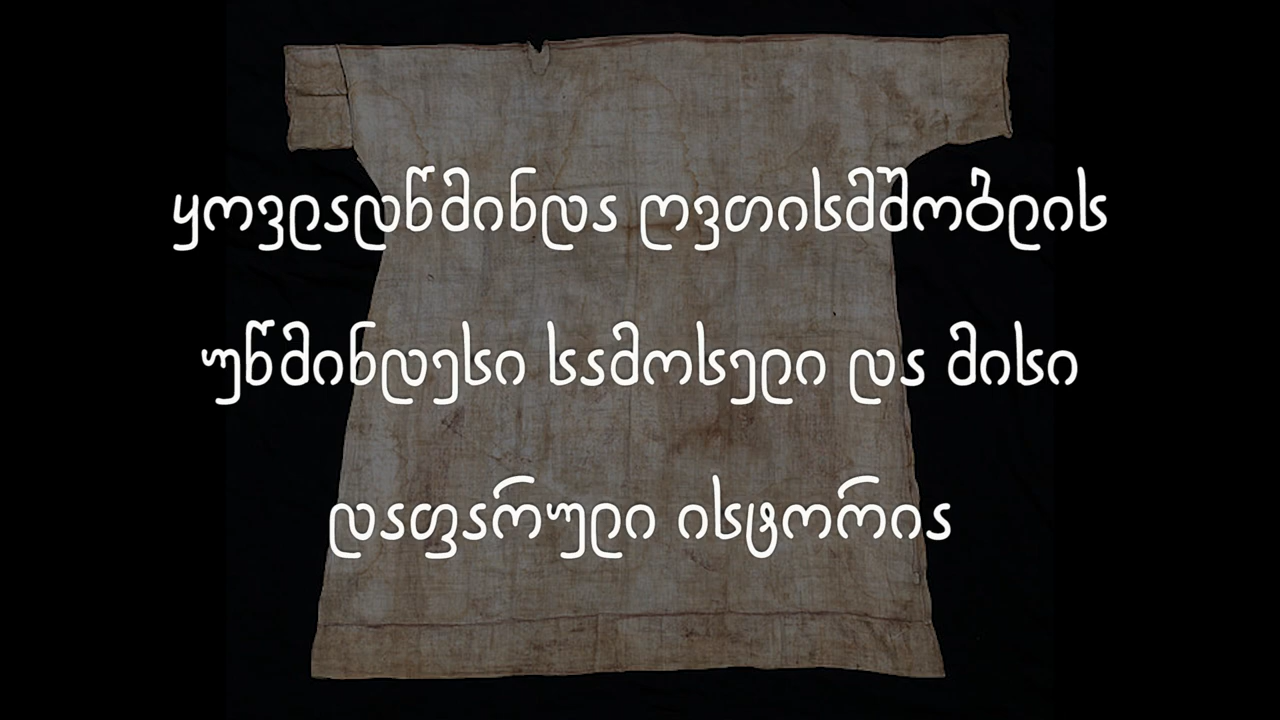 ყოვლადწმინდა ღვთისმშობლის
უწმინდესი სამოსელი და მისი
დაფარული ისტორია